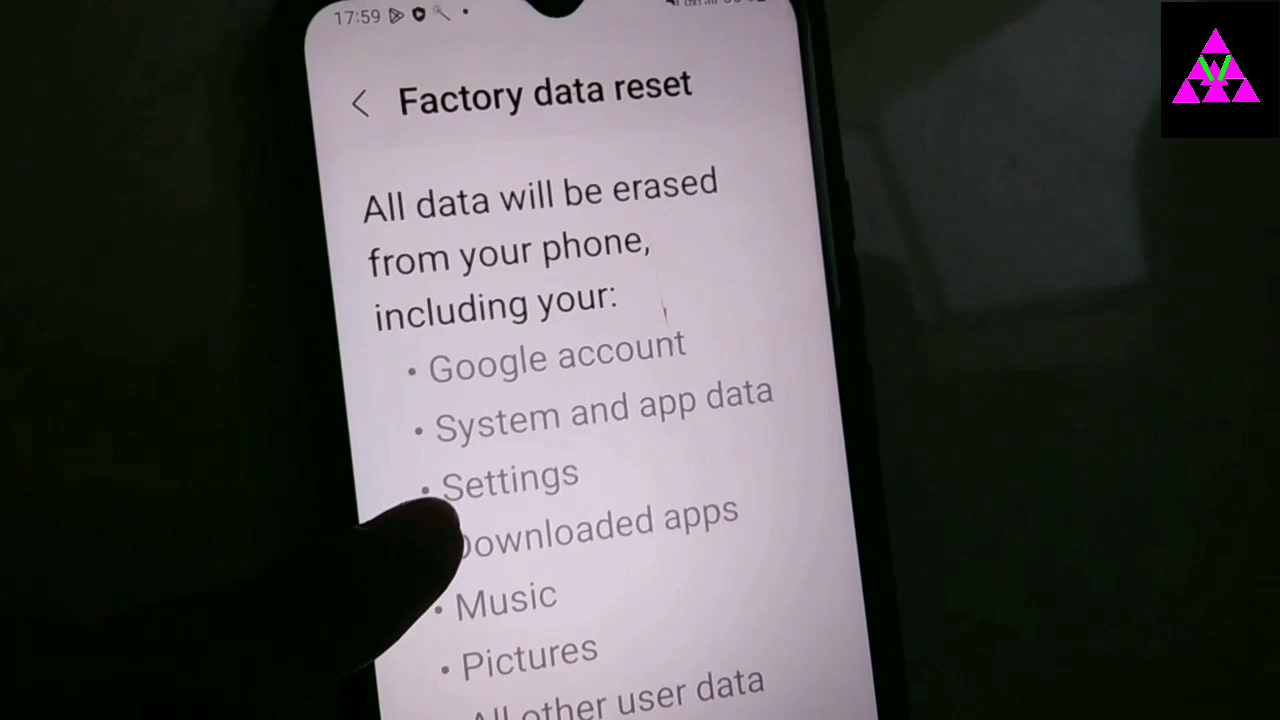 17:59
Factory data reset
All data will be erased
from your phone,
including your:
• Google account
• System and app data
• Settings
Downloaded apps
• Music
• Pictures
All other user data